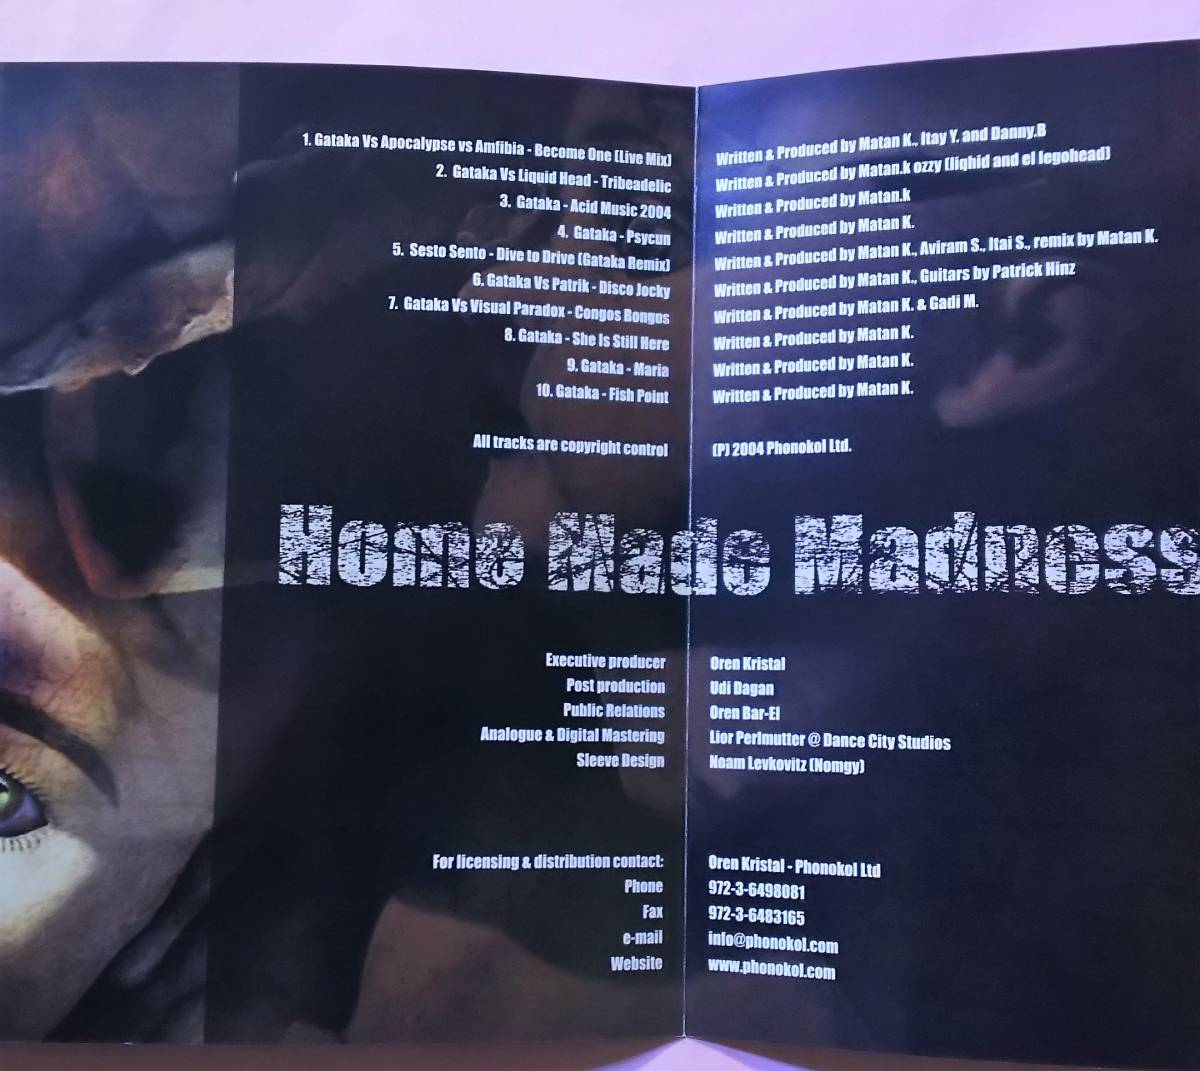 1. Gataka Vs Apocalypse vs Amfibia - Become One (Live Mix) Written & Produced by Matan K., Itay Y. and Danny.B
2. Gataka Vs Liquid Head - Tribeadelic Written & Produced by Matan.k ozzy (liqhid and el legohead)
3. Gataka - Acid Music 2004 Written & Produced by Matan.k
4. Gataka - Psycun Written & Produced by Matan K.
5. Sesto Sento - Dive to Drive (Gataka Remix) Written & Produced by Matan K., Aviram S., Itai S., remix by Matan K.
6. Gataka Vs Patrik - Disco Jocky Written & Produced by Matan K., Guitars by Patrick Hinz
7. Gataka Vs Visual Paradox - Congos Bongos Written & Produced by Matan K. & Gadi M.
8. Gataka - She Is Still Here Written & Produced by Matan K.
9. Gataka - Maria Written & Produced by Matan K.
10. Gataka - Fish Point Written & Produced by Matan K.
All tracks are copyright control (P) 2004 Phonokol Ltd.
Home Made Madness
Executive producer Oren Kristal
Post production Udi Dagan
Public Relations Oren Bar-El
Analogue & Digital Mastering Lior Perlmutter @ Dance City Studios
Sleeve Design Noam Levkovitz (Nomgy)
For licensing & distribution contact: Oren Kristal - Phonokol Ltd
Phone 972-3-6498081
Fax 972-3-6483165
e-mail info@phonokol.com
Website www.phonokol.com